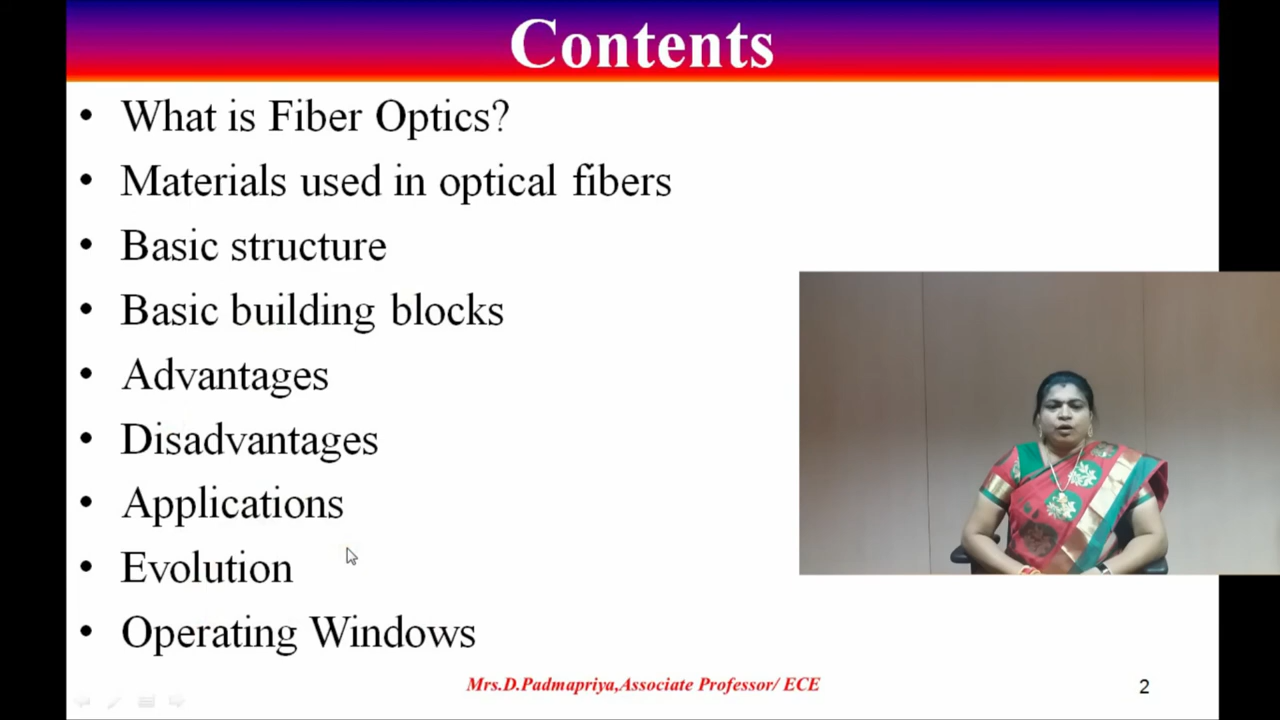 Contents
• What is Fiber Optics?
• Materials used in optical fibers
• Basic structure
• Basic building blocks
• Advantages
• Disadvantages
• Applications
• Evolution
• Operating Windows
Mrs.D.Padmapriya,Associate Professor/ ECE
2